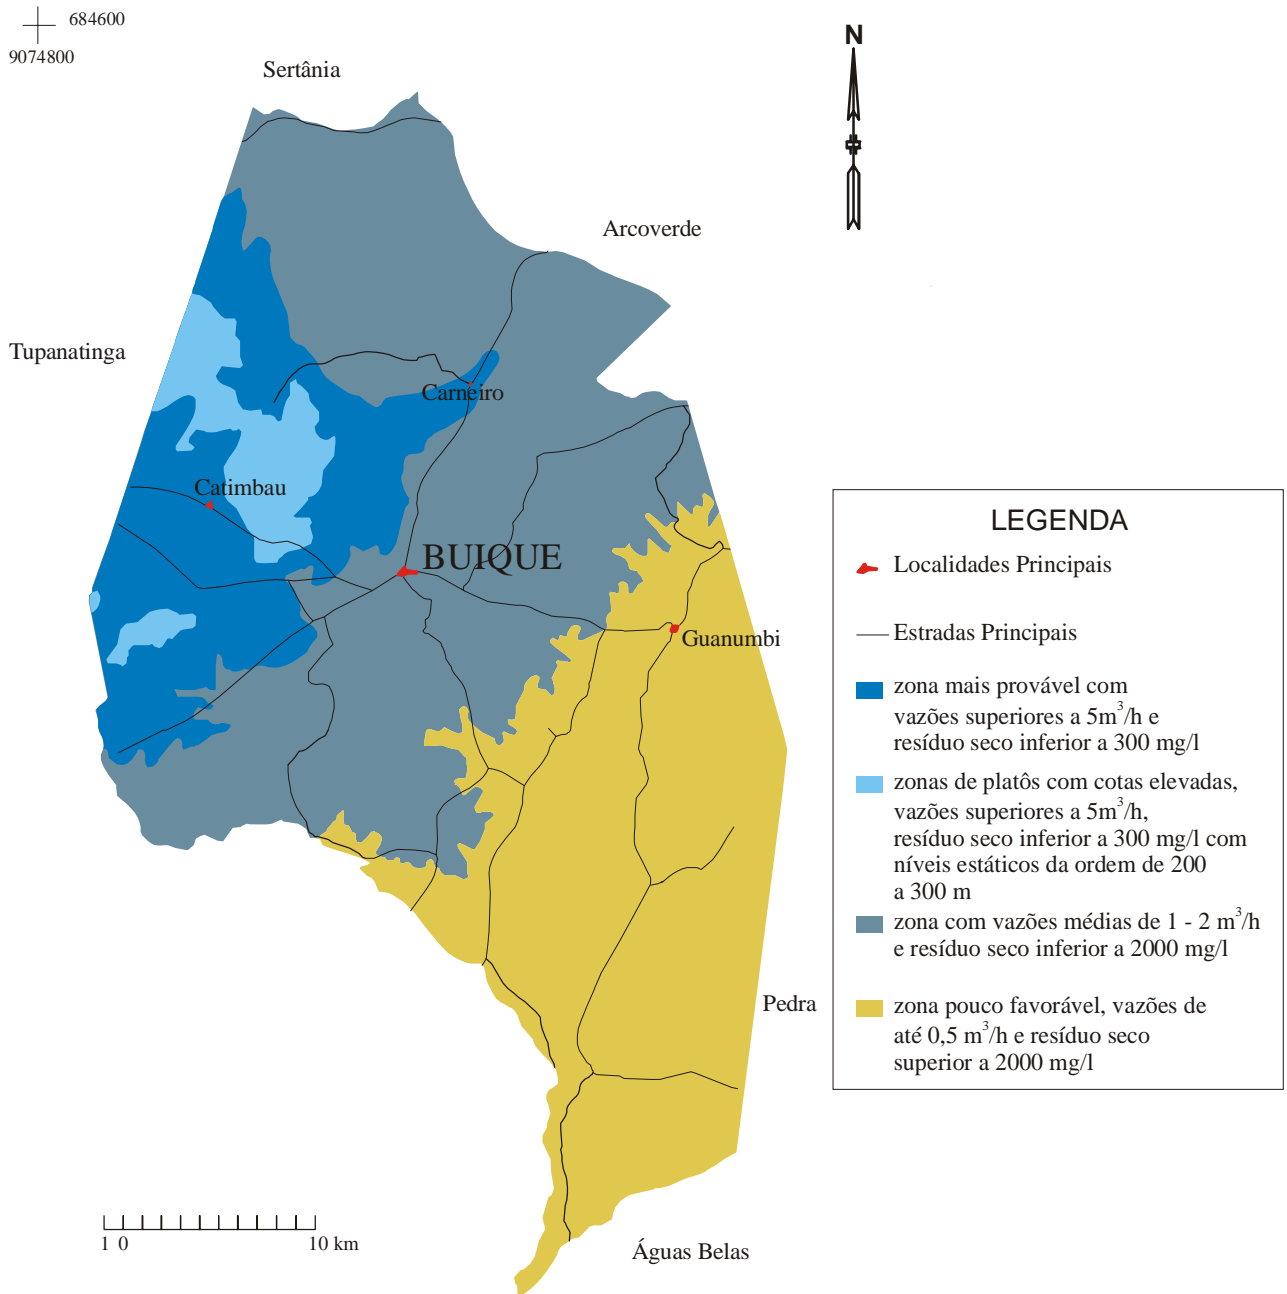 684600
9074800
Sertânia
N
Arcoverde
Tupanatinga
Carneiro
Catimbau
BUIQUE
Guanumbi
Pedra
Águas Belas
1 0 10 km
LEGENDA
Localidades Principais
Estradas Principais
zona mais provável com
vazões superiores a 5m³/h e
resíduo seco inferior a 300 mg/l
zonas de platôs com cotas elevadas,
vazões superiores a 5m³/h,
resíduo seco inferior a 300 mg/l com
níveis estáticos da ordem de 200
a 300 m
zona com vazões médias de 1 - 2 m³/h
e resíduo seco inferior a 2000 mg/l
zona pouco favorável, vazões de
até 0,5 m³/h e resíduo seco
superior a 2000 mg/l